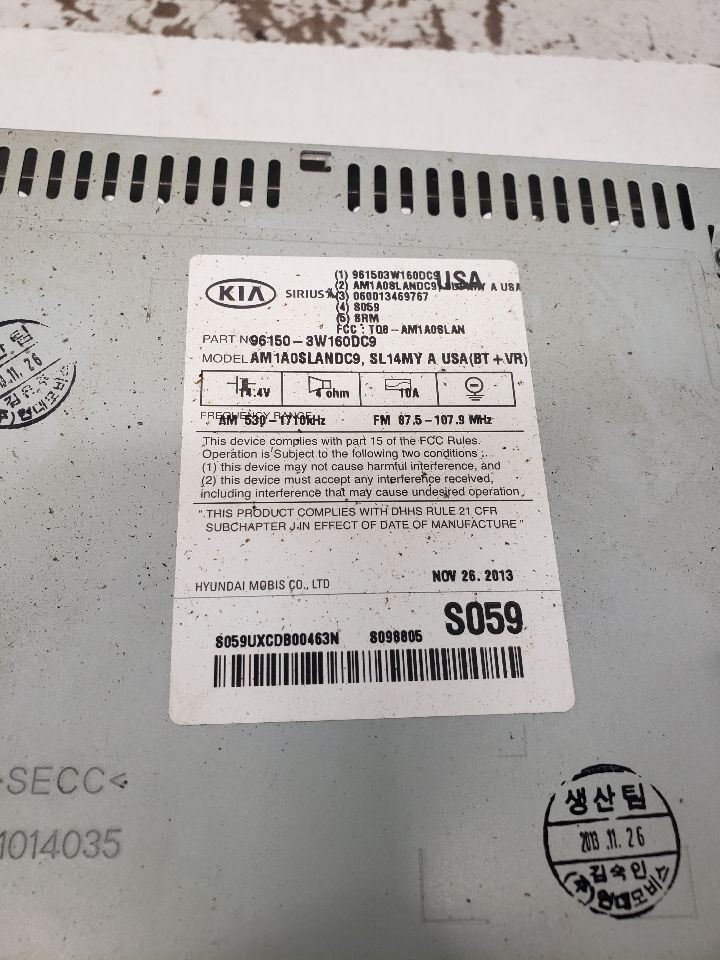 (1) 961503W160DC9 USA
(2) AM1A0SLANDC9, A USA
KIA SIRIUS
(3) 060013469767
(4) S059
(5) SRM
FCC : TQ8-AM1A0SLAN
PART N 96150-3W160DC9
MODEL AM1A0SLANDC9, SL14MY A USA(BT+VR)
14.4V 4 ohm 10A
FREQUENCY RANGE
AM 530-1710kHz FM 87.5-107.9 MHz
This device complies with part 15 of the FCC Rules.
Operation is Subject to the following two conditions :
(1) this device may not cause harmful interference, and
(2) this device must accept any interference received,
including interference that may cause undesired operation.
"THIS PRODUCT COMPLIES WITH DHHS RULE 21 CFR
SUBCHAPTER J IN EFFECT OF DATE OF MANUFACTURE"
NOV 26. 2013
HYUNDAI MOBIS CO., LTD
S059
S059UXCDB00463N S098805
>SECC<
1014035
생산팀
2013.11.26
김숙인
(주)현대모비스